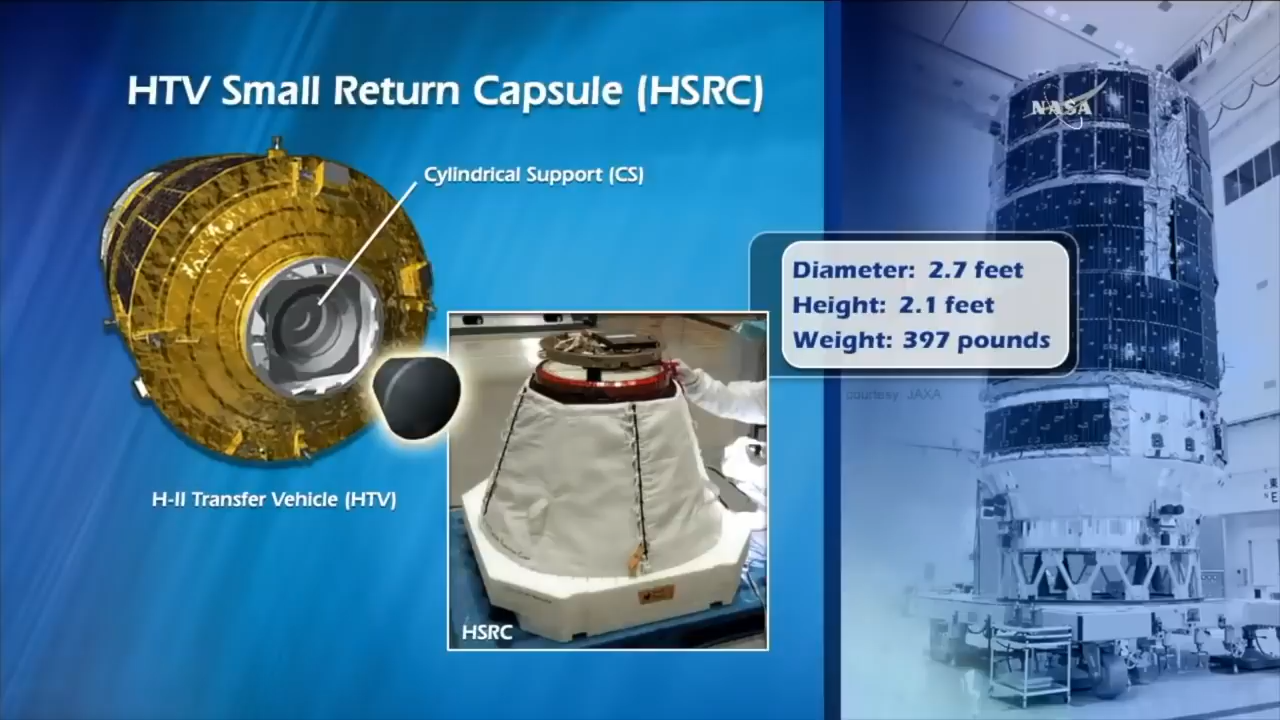 HTV Small Return Capsule (HSRC)
NASA
Cylindrical Support (CS)
Diameter: 2.7 feet
Height: 2.1 feet
Weight: 397 pounds
courtesy JAXA
H-II Transfer Vehicle (HTV)
HSRC